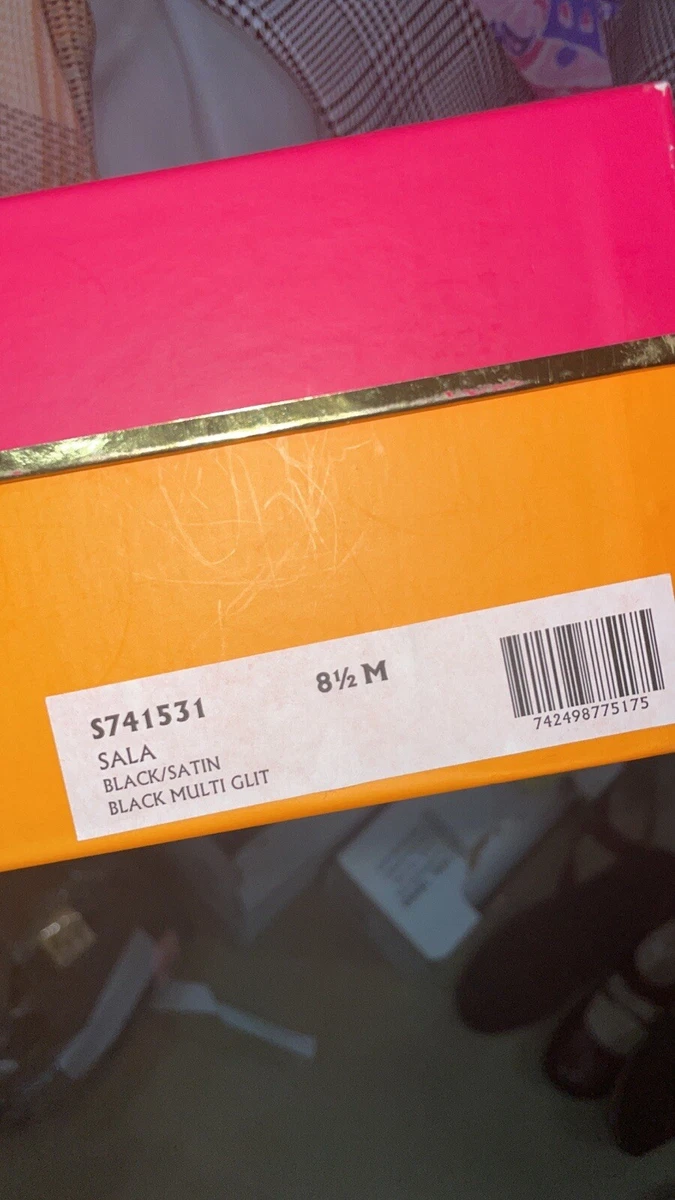 S741531 8½ M
SALA
BLACK/SATIN
BLACK MULTI GLIT
742498775175